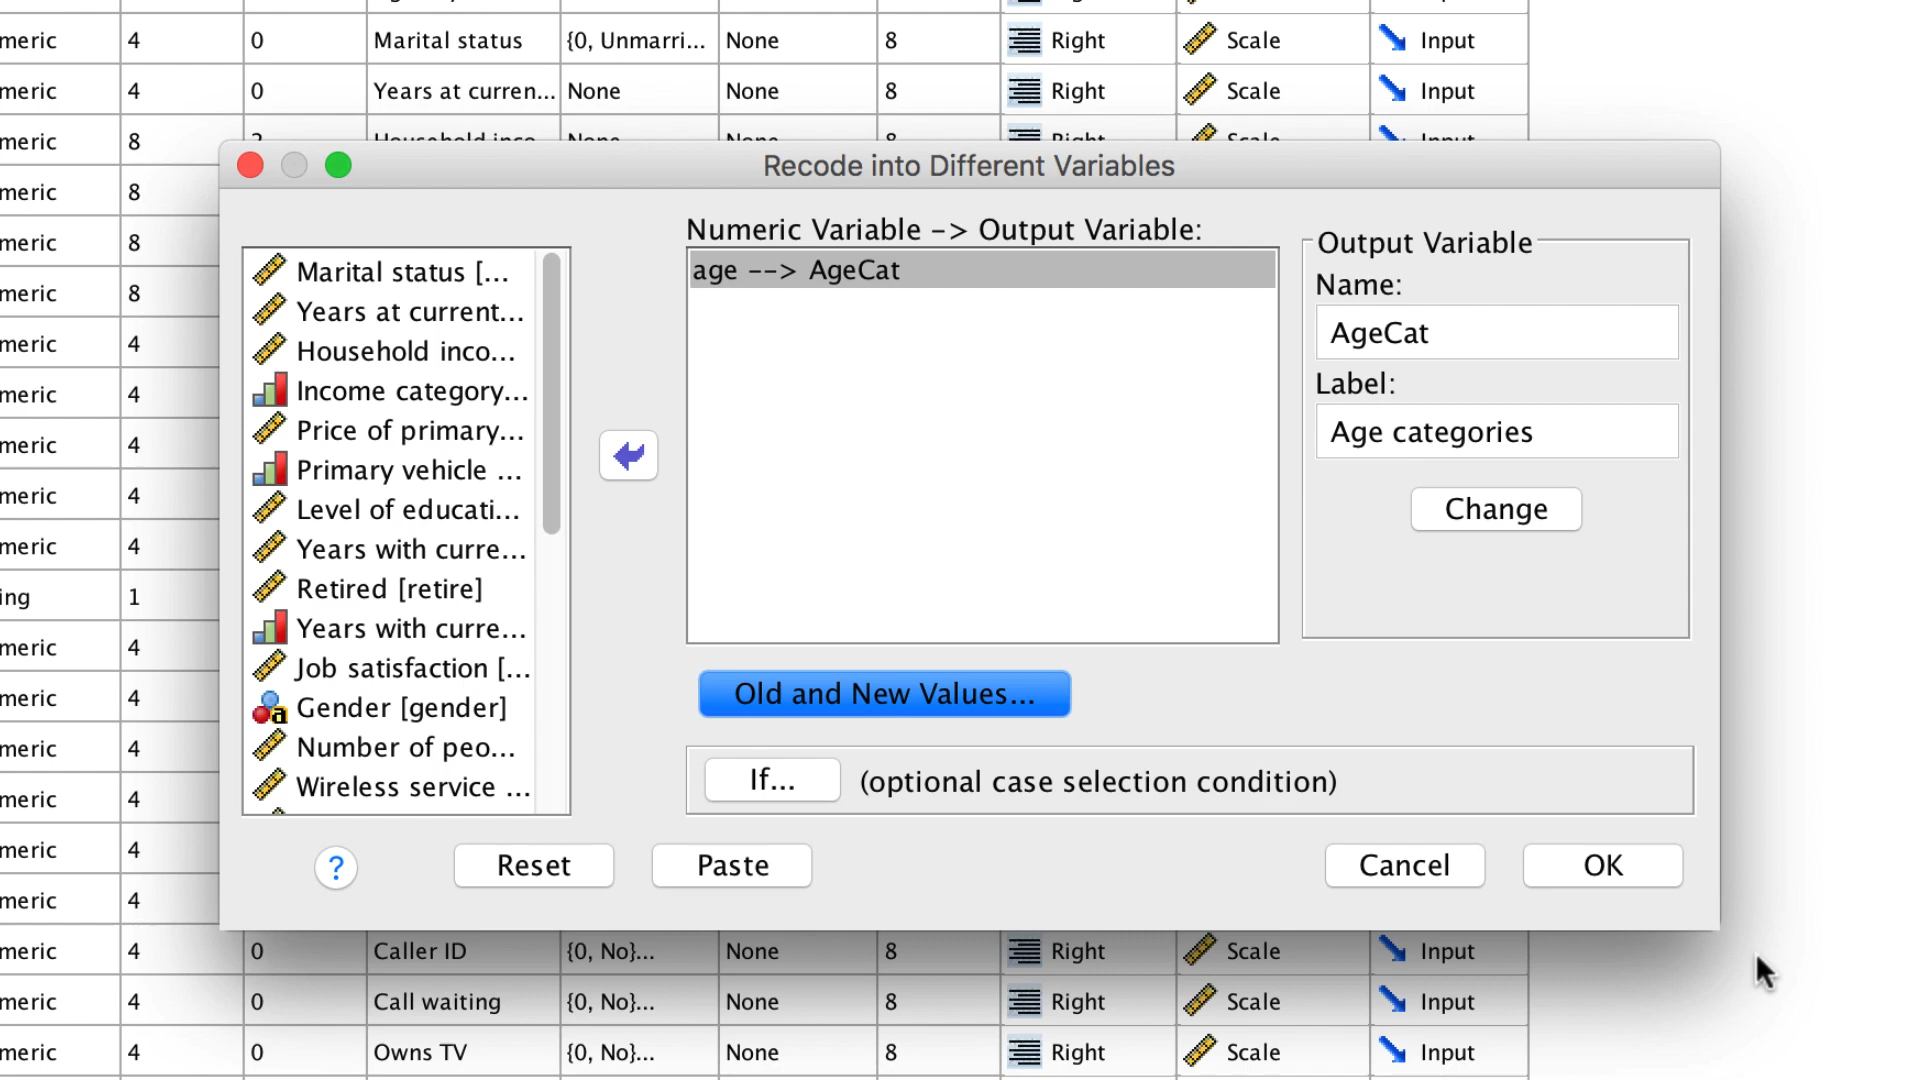 meric 4 0 Marital status {0, Unmarri... None 8 Right Scale Input
meric 4 0 Years at curren... None None 8 Right Scale Input
meric 8 Household inco... None None 8 Right Scale Input
Recode into Different Variables
meric 8
meric 8
meric 8
meric 4
meric 4
meric 4
meric 4
meric 4
ing 1
meric 4
meric 4
meric 4
meric 4
meric 4
meric 4
Marital status [...
Years at current...
Household inco...
Income category...
Price of primary...
Primary vehicle ...
Level of educati...
Years with curre...
Retired [retire]
Years with curre...
Job satisfaction [...
Gender [gender]
Number of peo...
Wireless service ...
Numeric Variable -> Output Variable:
age --> AgeCat
Output Variable
Name:
AgeCat
Label:
Age categories
Change
Old and New Values...
If... (optional case selection condition)
? Reset Paste Cancel OK
meric 4 0 Caller ID {0, No}... None 8 Right Scale Input
meric 4 0 Call waiting {0, No}... None 8 Right Scale Input
meric 4 0 Owns TV {0, No}... None 8 Right Scale Input